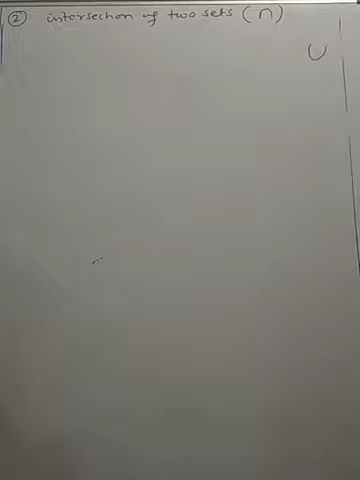 ② intersection of two sets (∩)
∪